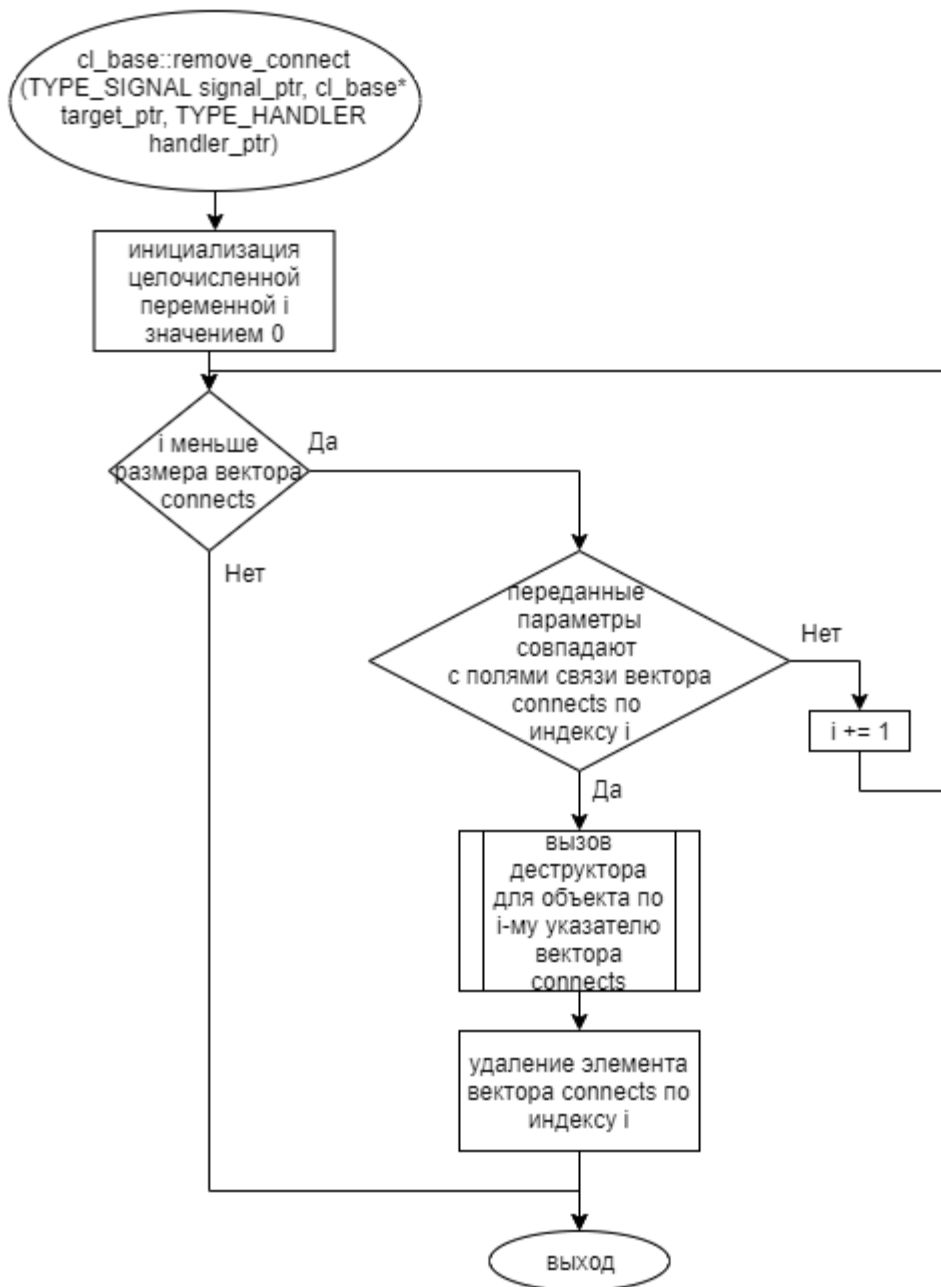 cl_base::remove_connect
(TYPE_SIGNAL signal_ptr, cl_base*
target_ptr, TYPE_HANDLER
handler_ptr)
инициализация
целочисленной
переменной i
значением 0
i меньше
размера вектора
connects
Да
Нет
переданные
параметры
совпадают
с полями связи вектора
connects по
индексу i
Нет
i += 1
Да
вызов
деструктора
для объекта по
i-му указателю
вектора
connects
удаление элемента
вектора connects по
индексу i
выход